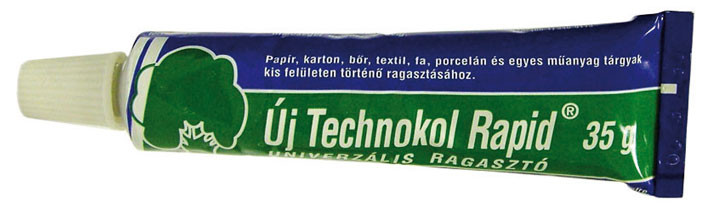 Papír, karton, bőr, textil, fa, porcelán és egyes műanyag tárgyak
kis felületen történő ragasztásához.
Új Technokol Rapid® 35 g
UNIVERZÁLIS RAGASZTÓ